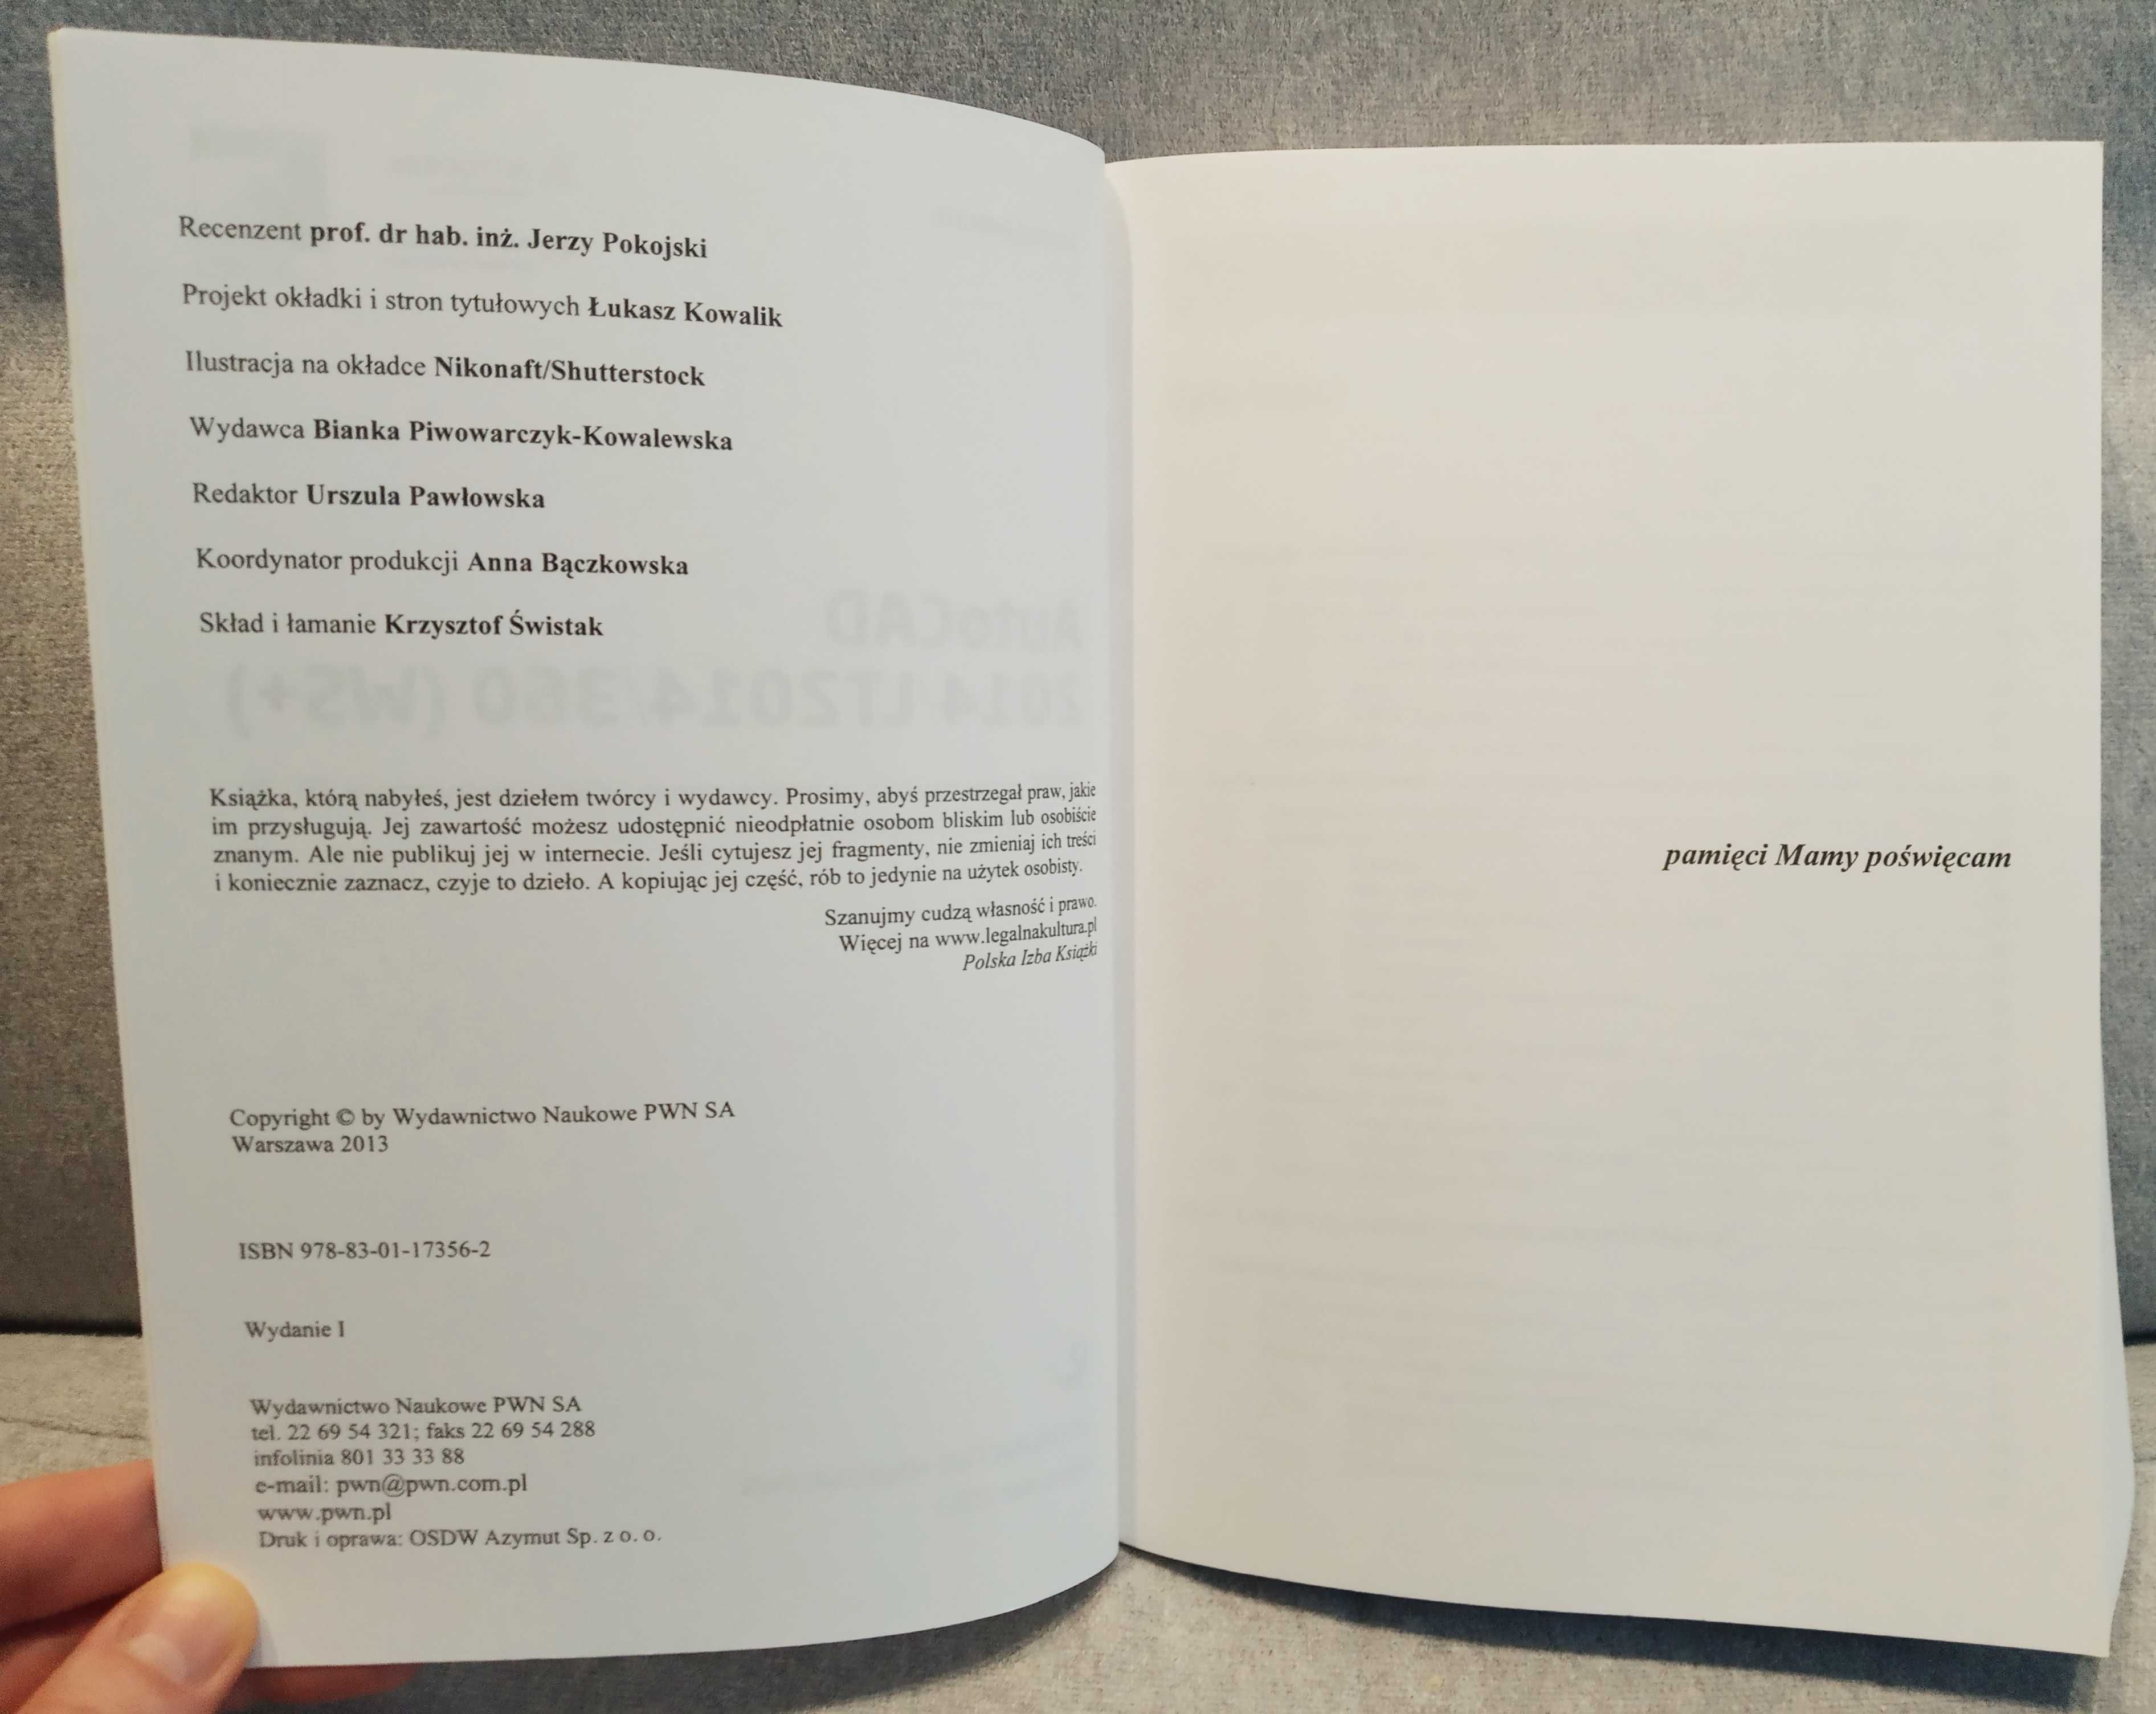 Recenzent prof. dr hab. inż. Jerzy Pokojski
Projekt okładki i stron tytułowych Łukasz Kowalik
Ilustracja na okładce Nikonaft/Shutterstock
Wydawca Bianka Piwowarczyk-Kowalewska
Redaktor Urszula Pawłowska
Koordynator produkcji Anna Bączkowska
Skład i łamanie Krzysztof Świstak
AutoCAD
2014 LT2014 360 (WS+)
Książka, którą nabyłeś, jest dziełem twórcy i wydawcy. Prosimy, abyś przestrzegał praw, jakie
im przysługują. Jej zawartość możesz udostępnić nieodpłatnie osobom bliskim lub osobiście
znanym. Ale nie publikuj jej w internecie. Jeśli cytujesz jej fragmenty, nie zmieniaj ich treści
i koniecznie zaznacz, czyje to dzieło. A kopiując jej część, rób to jedynie na użytek osobisty.
Szanujmy cudzą własność i prawo.
Więcej na www.legalnakultura.pl
Polska Izba Książki
Copyright © by Wydawnictwo Naukowe PWN SA
Warszawa 2013
ISBN 978-83-01-17356-2
Wydanie I
Wydawnictwo Naukowe PWN SA
tel. 22 69 54 321; faks 22 69 54 288
infolinia 801 33 33 88
e-mail: pwn@pwn.com.pl
www.pwn.pl
Druk i oprawa: OSDW Azymut Sp. z o. o.
pamięci Mamy poświęcam